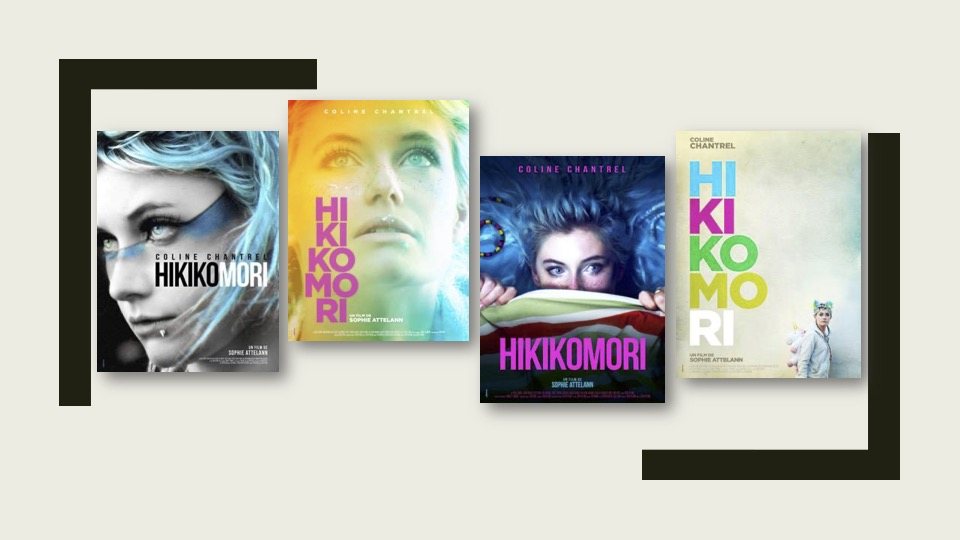 COLINE CHANTREL
HIKIKOMORI
UN FILM DE
SOPHIE ATTELANN
COLINE CHANTREL
HI
KI
KO
MO
RI
UN FILM DE
SOPHIE ATTELANN
COLINE CHANTREL
HIKIKOMORI
UN FILM DE
SOPHIE ATTELANN
COLINE
CHANTREL
HI
KI
KO
MO
RI
UN FILM DE
SOPHIE ATTELANN